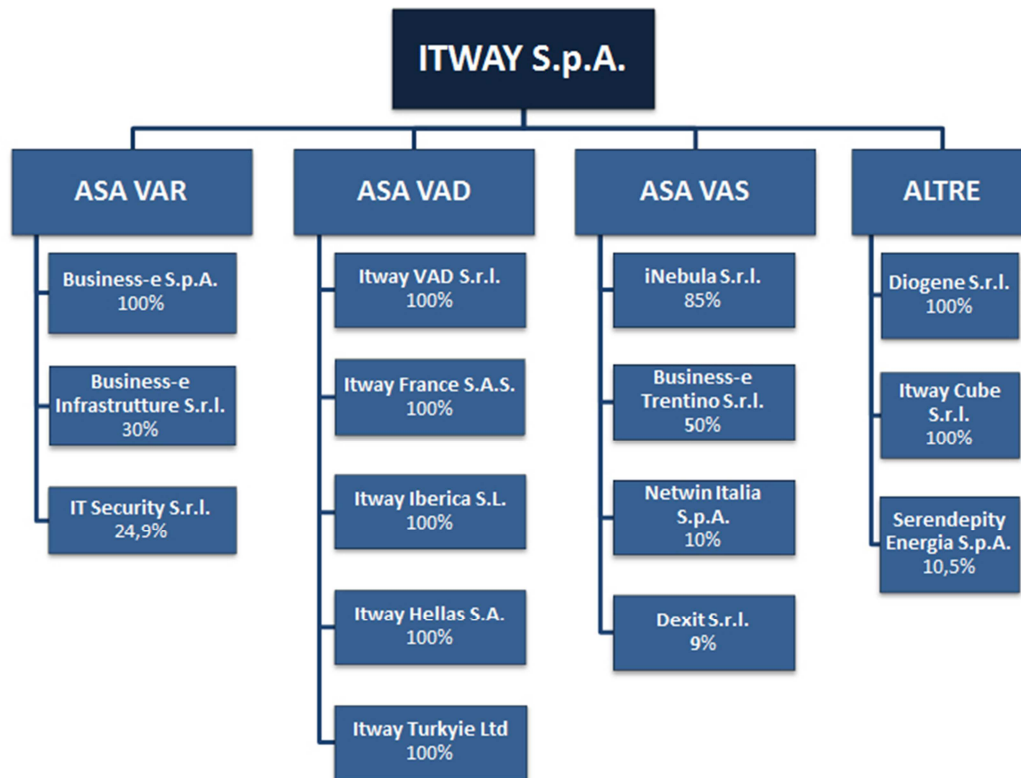 ITWAY S.p.A.
ASA VAR
Business-e S.p.A.
100%
Business-e
Infrastrutture S.r.l.
30%
IT Security S.r.l.
24,9%
ASA VAD
Itway VAD S.r.l.
100%
Itway France S.A.S.
100%
Itway Iberica S.L.
100%
Itway Hellas S.A.
100%
Itway Turkyie Ltd
100%
ASA VAS
iNebula S.r.l.
85%
Business-e
Trentino S.r.l.
50%
Netwin Italia
S.p.A.
10%
Dexit S.r.l.
9%
ALTRE
Diogene S.r.l.
100%
Itway Cube
S.r.l.
100%
Serendepity
Energia S.p.A.
10,5%